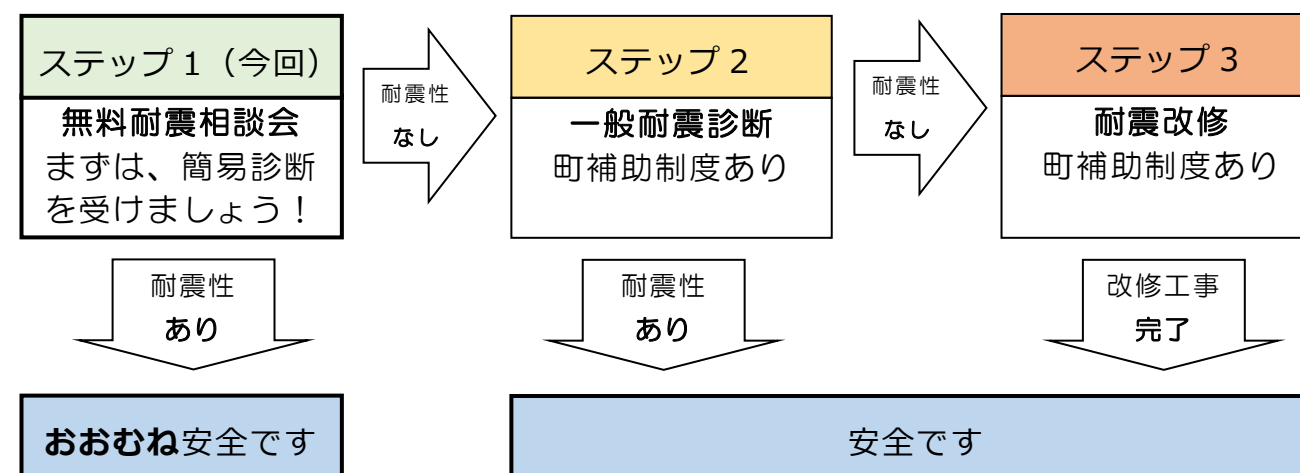 ステップ1（今回）
無料耐震相談会
まずは、簡易診断
を受けましょう！
耐震性
なし
ステップ2
一般耐震診断
町補助制度あり
耐震性
なし
ステップ3
耐震改修
町補助制度あり
耐震性
あり
耐震性
あり
改修工事
完了
おおむね安全です
安全です